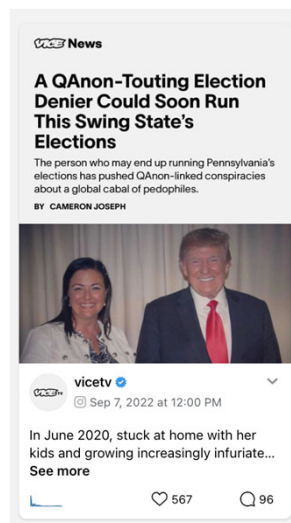 VICE News
A QAnon-Touting Election
Denier Could Soon Run
This Swing State's
Elections
The person who may end up running Pennsylvania's
elections has pushed QAnon-linked conspiracies
about a global cabal of pedophiles.
BY CAMERON JOSEPH
VICE TV
vicetv
Sep 7, 2022 at 12:00 PM
In June 2020, stuck at home with her
kids and growing increasingly infuriate...
See more
567
96